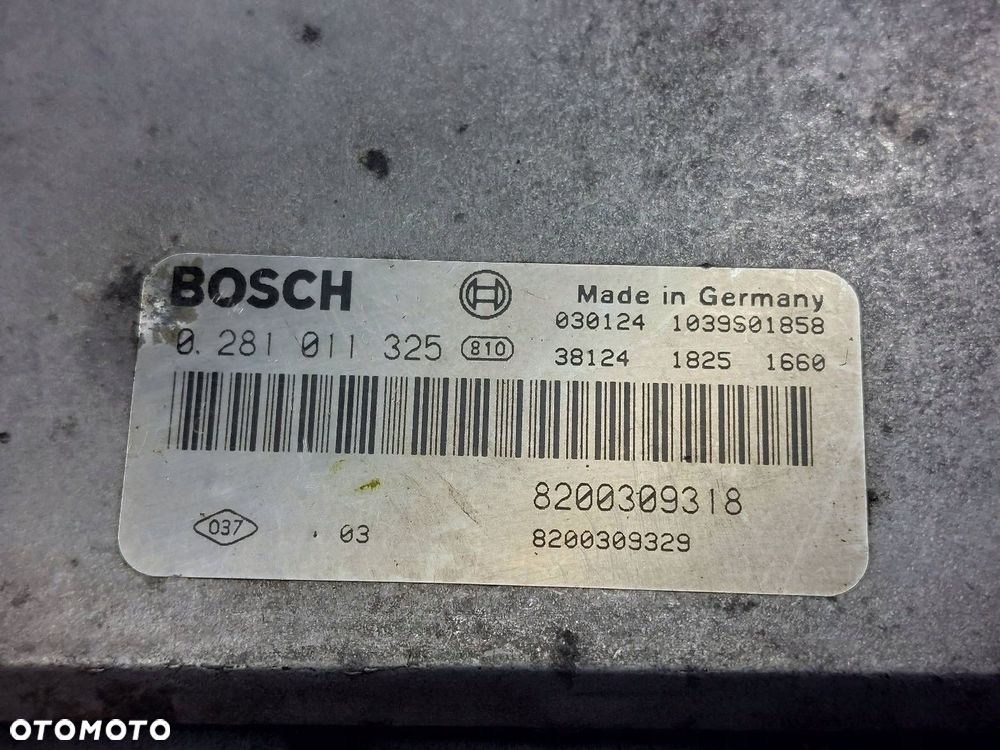 BOSCH
Made in Germany
030124 1039S01858
0 281 011 325 810
38124 1825 1660
8200309318
037 03
8200309329
OTOMOTO